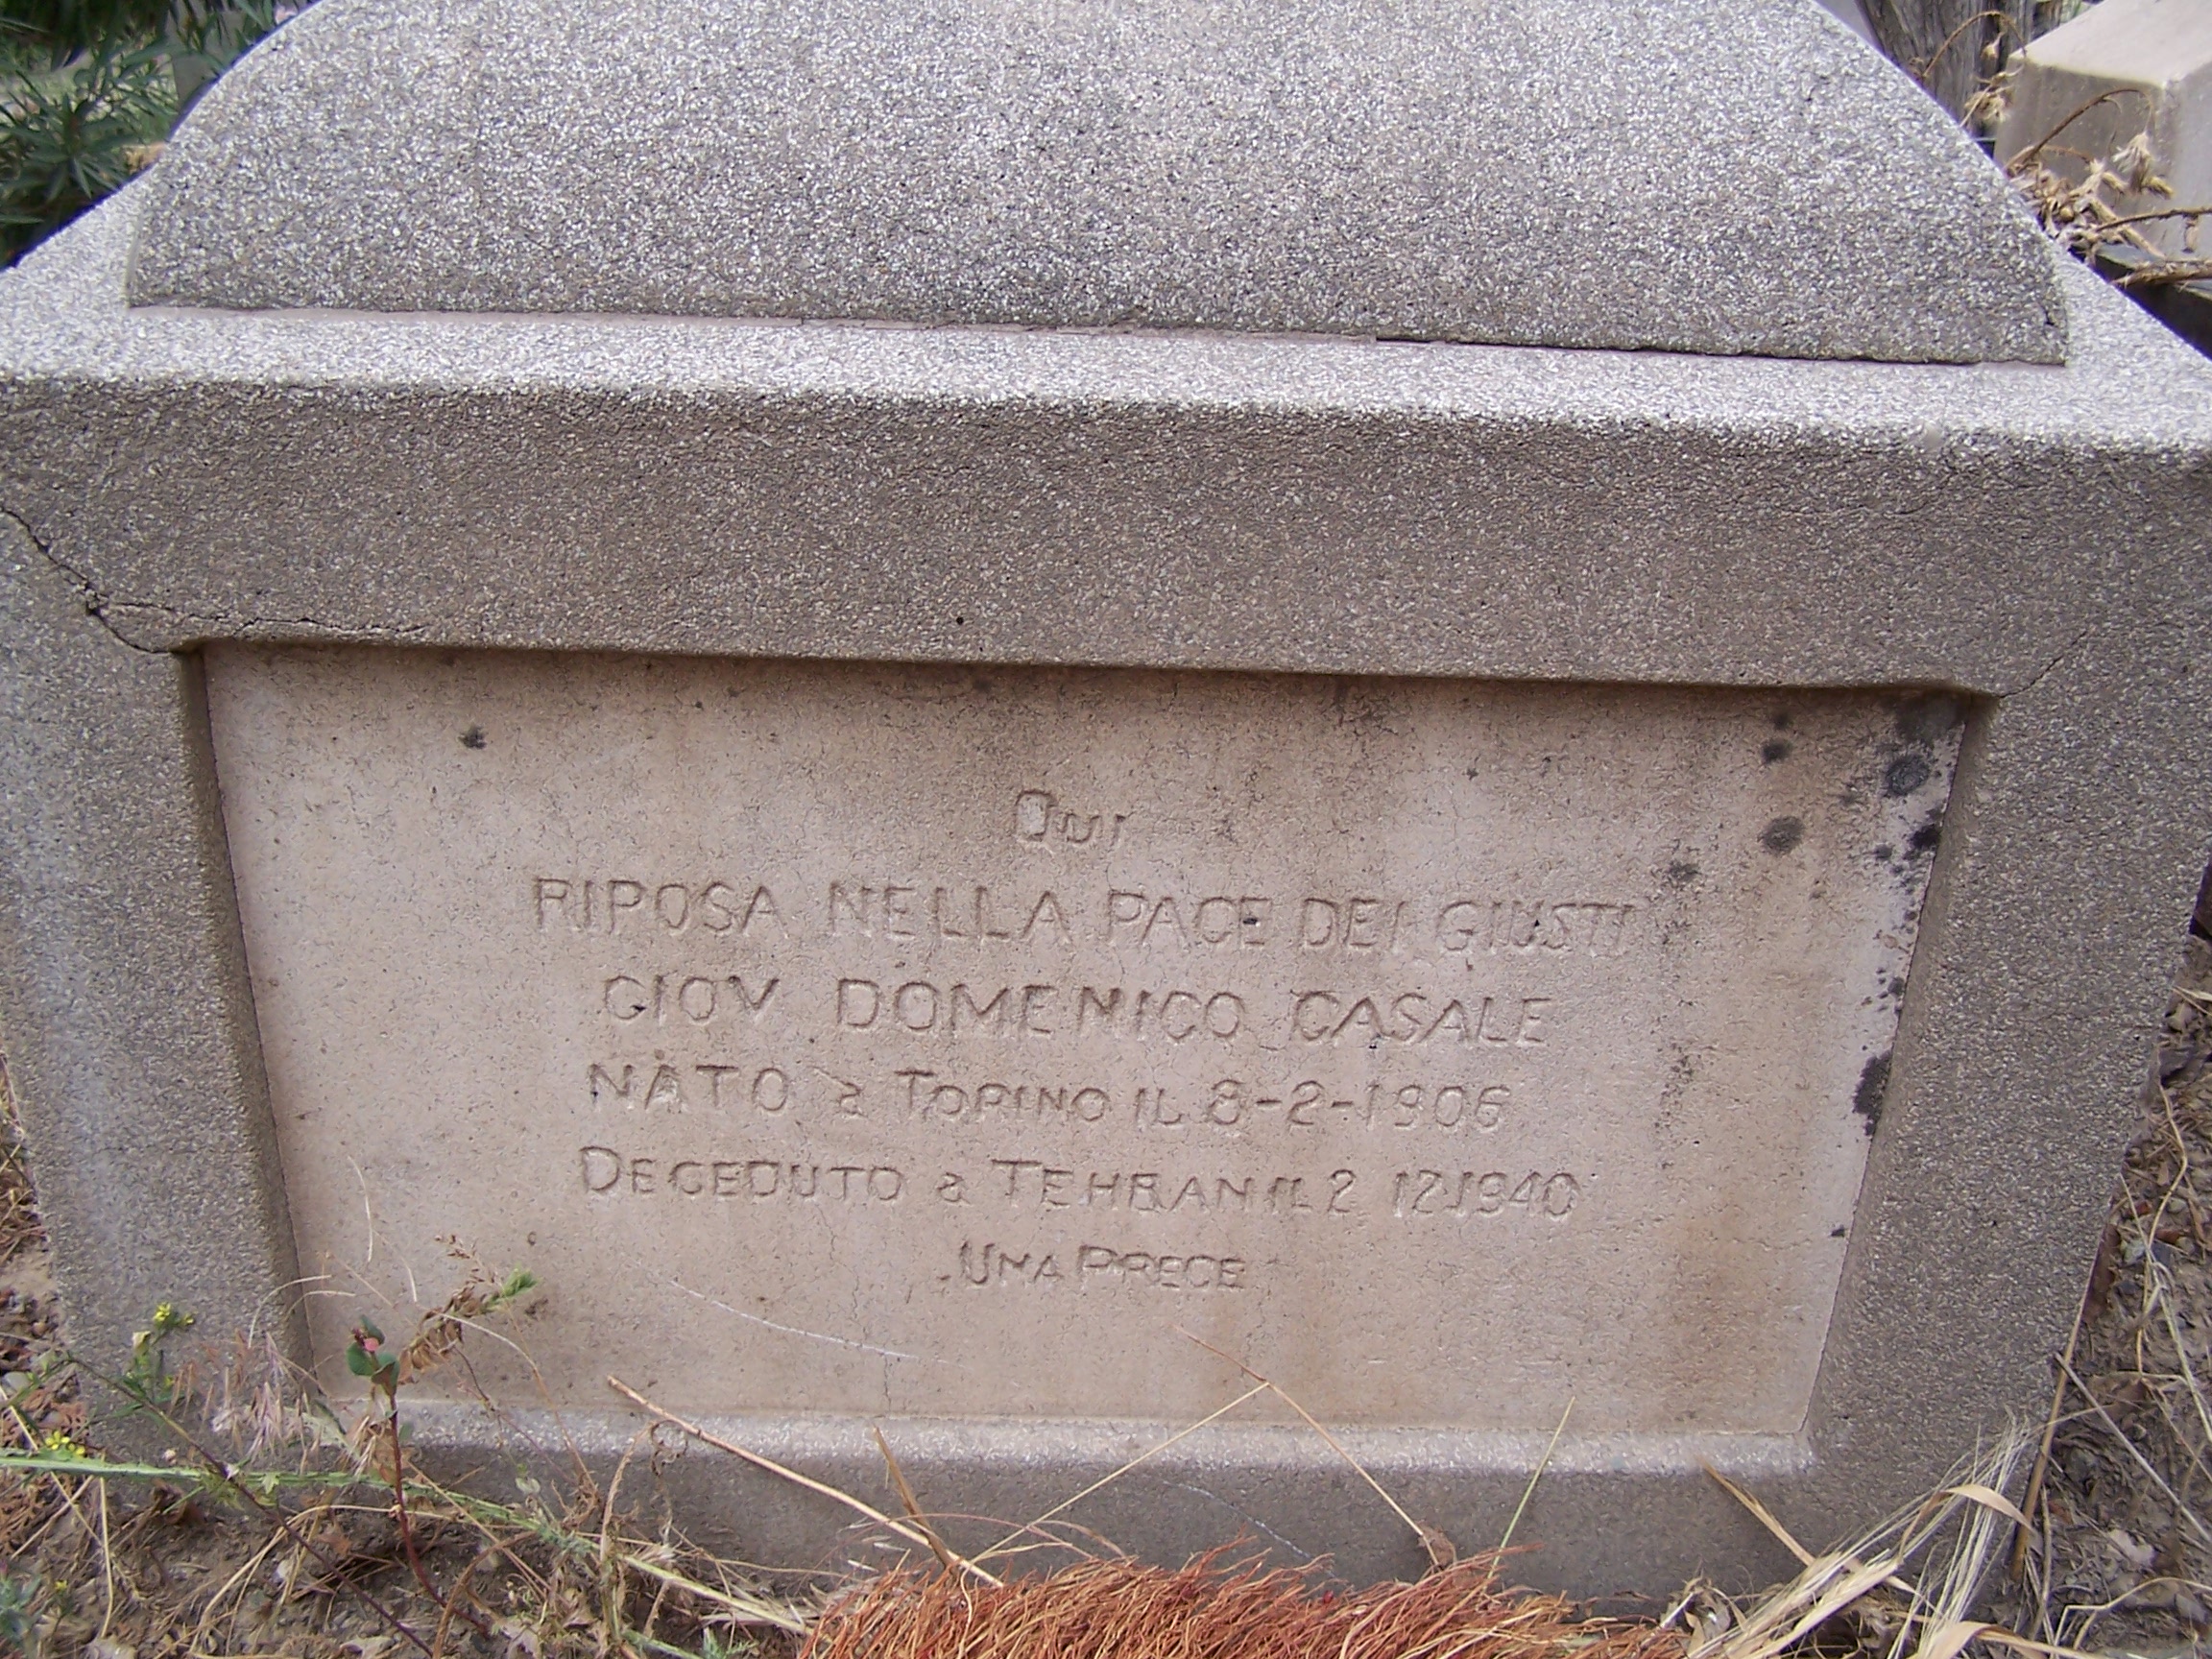 Qui
RIPOSA NELLA PACE DEI GIUSTI
GIOV DOMENICO CASALE
NATO a TORINO IL 8-2-1906
DECEDUTO a TEHRAN IL 2 12.1940
UNA PRECE